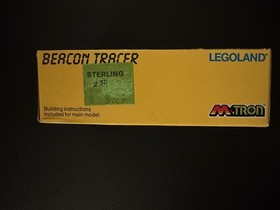 BEACON TRACER
LEGOLAND®
STERLING
Building instructions
included for main model.
M:TRON